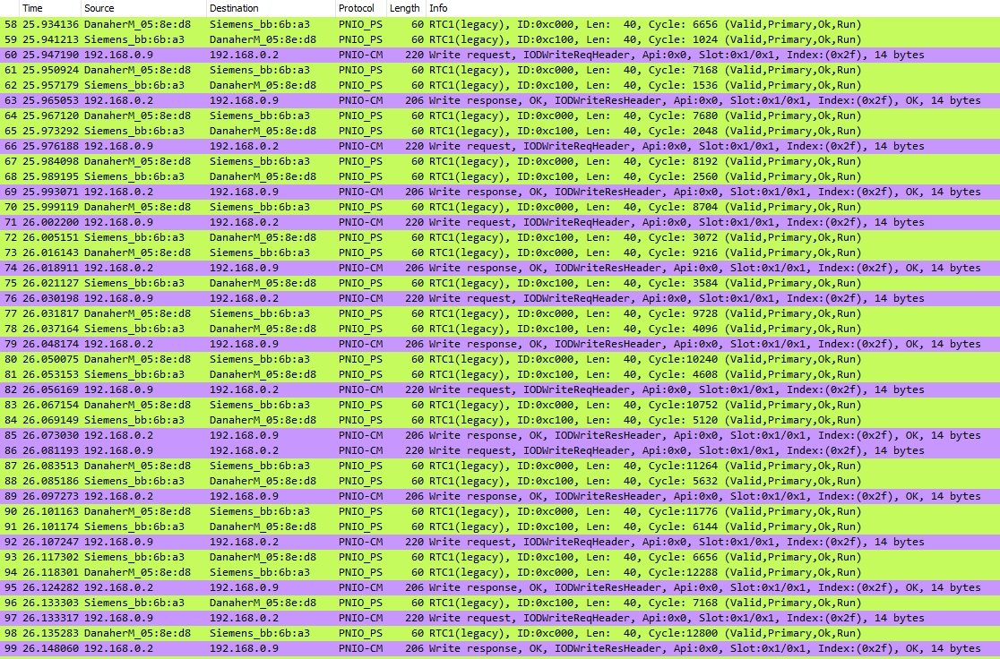 Time Source Destination Protocol Length Info
58 25.934136 DanaherM_05:8e:d8 Siemens_bb:6b:a3 PNIO_PS 60 RTC1(legacy), ID:0xc000, Len: 40, Cycle: 6656 (Valid,Primary,Ok,Run)
59 25.941213 Siemens_bb:6b:a3 DanaherM_05:8e:d8 PNIO_PS 60 RTC1(legacy), ID:0xc100, Len: 40, Cycle: 1024 (Valid,Primary,Ok,Run)
60 25.947190 192.168.0.9 192.168.0.2 PNIO-CM 220 Write request, IODWriteReqHeader, Api:0x0, Slot:0x1/0x1, Index:(0x2f), 14 bytes
61 25.950924 DanaherM_05:8e:d8 Siemens_bb:6b:a3 PNIO_PS 60 RTC1(legacy), ID:0xc000, Len: 40, Cycle: 7168 (Valid,Primary,Ok,Run)
62 25.957179 Siemens_bb:6b:a3 DanaherM_05:8e:d8 PNIO_PS 60 RTC1(legacy), ID:0xc100, Len: 40, Cycle: 1536 (Valid,Primary,Ok,Run)
63 25.965053 192.168.0.2 192.168.0.9 PNIO-CM 206 Write response, OK, IODWriteResHeader, Api:0x0, Slot:0x1/0x1, Index:(0x2f), OK, 14 bytes
64 25.967120 DanaherM_05:8e:d8 Siemens_bb:6b:a3 PNIO_PS 60 RTC1(legacy), ID:0xc000, Len: 40, Cycle: 7680 (Valid,Primary,Ok,Run)
65 25.973292 Siemens_bb:6b:a3 DanaherM_05:8e:d8 PNIO_PS 60 RTC1(legacy), ID:0xc100, Len: 40, Cycle: 2048 (Valid,Primary,Ok,Run)
66 25.976188 192.168.0.9 192.168.0.2 PNIO-CM 220 Write request, IODWriteReqHeader, Api:0x0, Slot:0x1/0x1, Index:(0x2f), 14 bytes
67 25.984098 DanaherM_05:8e:d8 Siemens_bb:6b:a3 PNIO_PS 60 RTC1(legacy), ID:0xc000, Len: 40, Cycle: 8192 (Valid,Primary,Ok,Run)
68 25.989195 Siemens_bb:6b:a3 DanaherM_05:8e:d8 PNIO_PS 60 RTC1(legacy), ID:0xc100, Len: 40, Cycle: 2560 (Valid,Primary,Ok,Run)
69 25.993071 192.168.0.2 192.168.0.9 PNIO-CM 206 Write response, OK, IODWriteResHeader, Api:0x0, Slot:0x1/0x1, Index:(0x2f), OK, 14 bytes
70 25.999119 DanaherM_05:8e:d8 Siemens_bb:6b:a3 PNIO_PS 60 RTC1(legacy), ID:0xc000, Len: 40, Cycle: 8704 (Valid,Primary,Ok,Run)
71 26.002200 192.168.0.9 192.168.0.2 PNIO-CM 220 Write request, IODWriteReqHeader, Api:0x0, Slot:0x1/0x1, Index:(0x2f), 14 bytes
72 26.005151 Siemens_bb:6b:a3 DanaherM_05:8e:d8 PNIO_PS 60 RTC1(legacy), ID:0xc100, Len: 40, Cycle: 3072 (Valid,Primary,Ok,Run)
73 26.016143 DanaherM_05:8e:d8 Siemens_bb:6b:a3 PNIO_PS 60 RTC1(legacy), ID:0xc000, Len: 40, Cycle: 9216 (Valid,Primary,Ok,Run)
74 26.018911 192.168.0.2 192.168.0.9 PNIO-CM 206 Write response, OK, IODWriteResHeader, Api:0x0, Slot:0x1/0x1, Index:(0x2f), OK, 14 bytes
75 26.021127 Siemens_bb:6b:a3 DanaherM_05:8e:d8 PNIO_PS 60 RTC1(legacy), ID:0xc100, Len: 40, Cycle: 3584 (Valid,Primary,Ok,Run)
76 26.030198 192.168.0.9 192.168.0.2 PNIO-CM 220 Write request, IODWriteReqHeader, Api:0x0, Slot:0x1/0x1, Index:(0x2f), 14 bytes
77 26.031817 DanaherM_05:8e:d8 Siemens_bb:6b:a3 PNIO_PS 60 RTC1(legacy), ID:0xc000, Len: 40, Cycle: 9728 (Valid,Primary,Ok,Run)
78 26.037164 Siemens_bb:6b:a3 DanaherM_05:8e:d8 PNIO_PS 60 RTC1(legacy), ID:0xc100, Len: 40, Cycle: 4096 (Valid,Primary,Ok,Run)
79 26.048174 192.168.0.2 192.168.0.9 PNIO-CM 206 Write response, OK, IODWriteResHeader, Api:0x0, Slot:0x1/0x1, Index:(0x2f), OK, 14 bytes
80 26.050075 DanaherM_05:8e:d8 Siemens_bb:6b:a3 PNIO_PS 60 RTC1(legacy), ID:0xc000, Len: 40, Cycle:10240 (Valid,Primary,Ok,Run)
81 26.053153 Siemens_bb:6b:a3 DanaherM_05:8e:d8 PNIO_PS 60 RTC1(legacy), ID:0xc100, Len: 40, Cycle: 4608 (Valid,Primary,Ok,Run)
82 26.056169 192.168.0.9 192.168.0.2 PNIO-CM 220 Write request, IODWriteReqHeader, Api:0x0, Slot:0x1/0x1, Index:(0x2f), 14 bytes
83 26.067154 DanaherM_05:8e:d8 Siemens_bb:6b:a3 PNIO_PS 60 RTC1(legacy), ID:0xc000, Len: 40, Cycle:10752 (Valid,Primary,Ok,Run)
84 26.069149 Siemens_bb:6b:a3 DanaherM_05:8e:d8 PNIO_PS 60 RTC1(legacy), ID:0xc100, Len: 40, Cycle: 5120 (Valid,Primary,Ok,Run)
85 26.073030 192.168.0.2 192.168.0.9 PNIO-CM 206 Write response, OK, IODWriteResHeader, Api:0x0, Slot:0x1/0x1, Index:(0x2f), OK, 14 bytes
86 26.081193 192.168.0.9 192.168.0.2 PNIO-CM 220 Write request, IODWriteReqHeader, Api:0x0, Slot:0x1/0x1, Index:(0x2f), 14 bytes
87 26.083513 DanaherM_05:8e:d8 Siemens_bb:6b:a3 PNIO_PS 60 RTC1(legacy), ID:0xc000, Len: 40, Cycle:11264 (Valid,Primary,Ok,Run)
88 26.085186 Siemens_bb:6b:a3 DanaherM_05:8e:d8 PNIO_PS 60 RTC1(legacy), ID:0xc100, Len: 40, Cycle: 5632 (Valid,Primary,Ok,Run)
89 26.097273 192.168.0.2 192.168.0.9 PNIO-CM 206 Write response, OK, IODWriteResHeader, Api:0x0, Slot:0x1/0x1, Index:(0x2f), OK, 14 bytes
90 26.101163 DanaherM_05:8e:d8 Siemens_bb:6b:a3 PNIO_PS 60 RTC1(legacy), ID:0xc000, Len: 40, Cycle:11776 (Valid,Primary,Ok,Run)
91 26.101174 Siemens_bb:6b:a3 DanaherM_05:8e:d8 PNIO_PS 60 RTC1(legacy), ID:0xc100, Len: 40, Cycle: 6144 (Valid,Primary,Ok,Run)
92 26.107247 192.168.0.9 192.168.0.2 PNIO-CM 220 Write request, IODWriteReqHeader, Api:0x0, Slot:0x1/0x1, Index:(0x2f), 14 bytes
93 26.117302 Siemens_bb:6b:a3 DanaherM_05:8e:d8 PNIO_PS 60 RTC1(legacy), ID:0xc100, Len: 40, Cycle: 6656 (Valid,Primary,Ok,Run)
94 26.118301 DanaherM_05:8e:d8 Siemens_bb:6b:a3 PNIO_PS 60 RTC1(legacy), ID:0xc000, Len: 40, Cycle:12288 (Valid,Primary,Ok,Run)
95 26.124282 192.168.0.2 192.168.0.9 PNIO-CM 206 Write response, OK, IODWriteResHeader, Api:0x0, Slot:0x1/0x1, Index:(0x2f), OK, 14 bytes
96 26.133303 Siemens_bb:6b:a3 DanaherM_05:8e:d8 PNIO_PS 60 RTC1(legacy), ID:0xc100, Len: 40, Cycle: 7168 (Valid,Primary,Ok,Run)
97 26.133317 192.168.0.9 192.168.0.2 PNIO-CM 220 Write request, IODWriteReqHeader, Api:0x0, Slot:0x1/0x1, Index:(0x2f), 14 bytes
98 26.135283 DanaherM_05:8e:d8 Siemens_bb:6b:a3 PNIO_PS 60 RTC1(legacy), ID:0xc000, Len: 40, Cycle:12800 (Valid,Primary,Ok,Run)
99 26.148060 192.168.0.2 192.168.0.9 PNIO-CM 206 Write response, OK, IODWriteResHeader, Api:0x0, Slot:0x1/0x1, Index:(0x2f), OK, 14 bytes